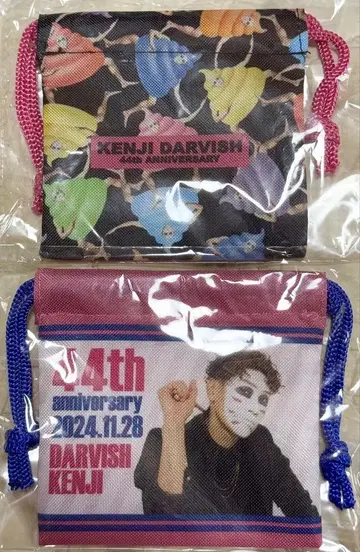 KENJI DARVISH
44th ANNIVERSARY
44th
anniversary
2024.11.28
DARVISH
KENJI